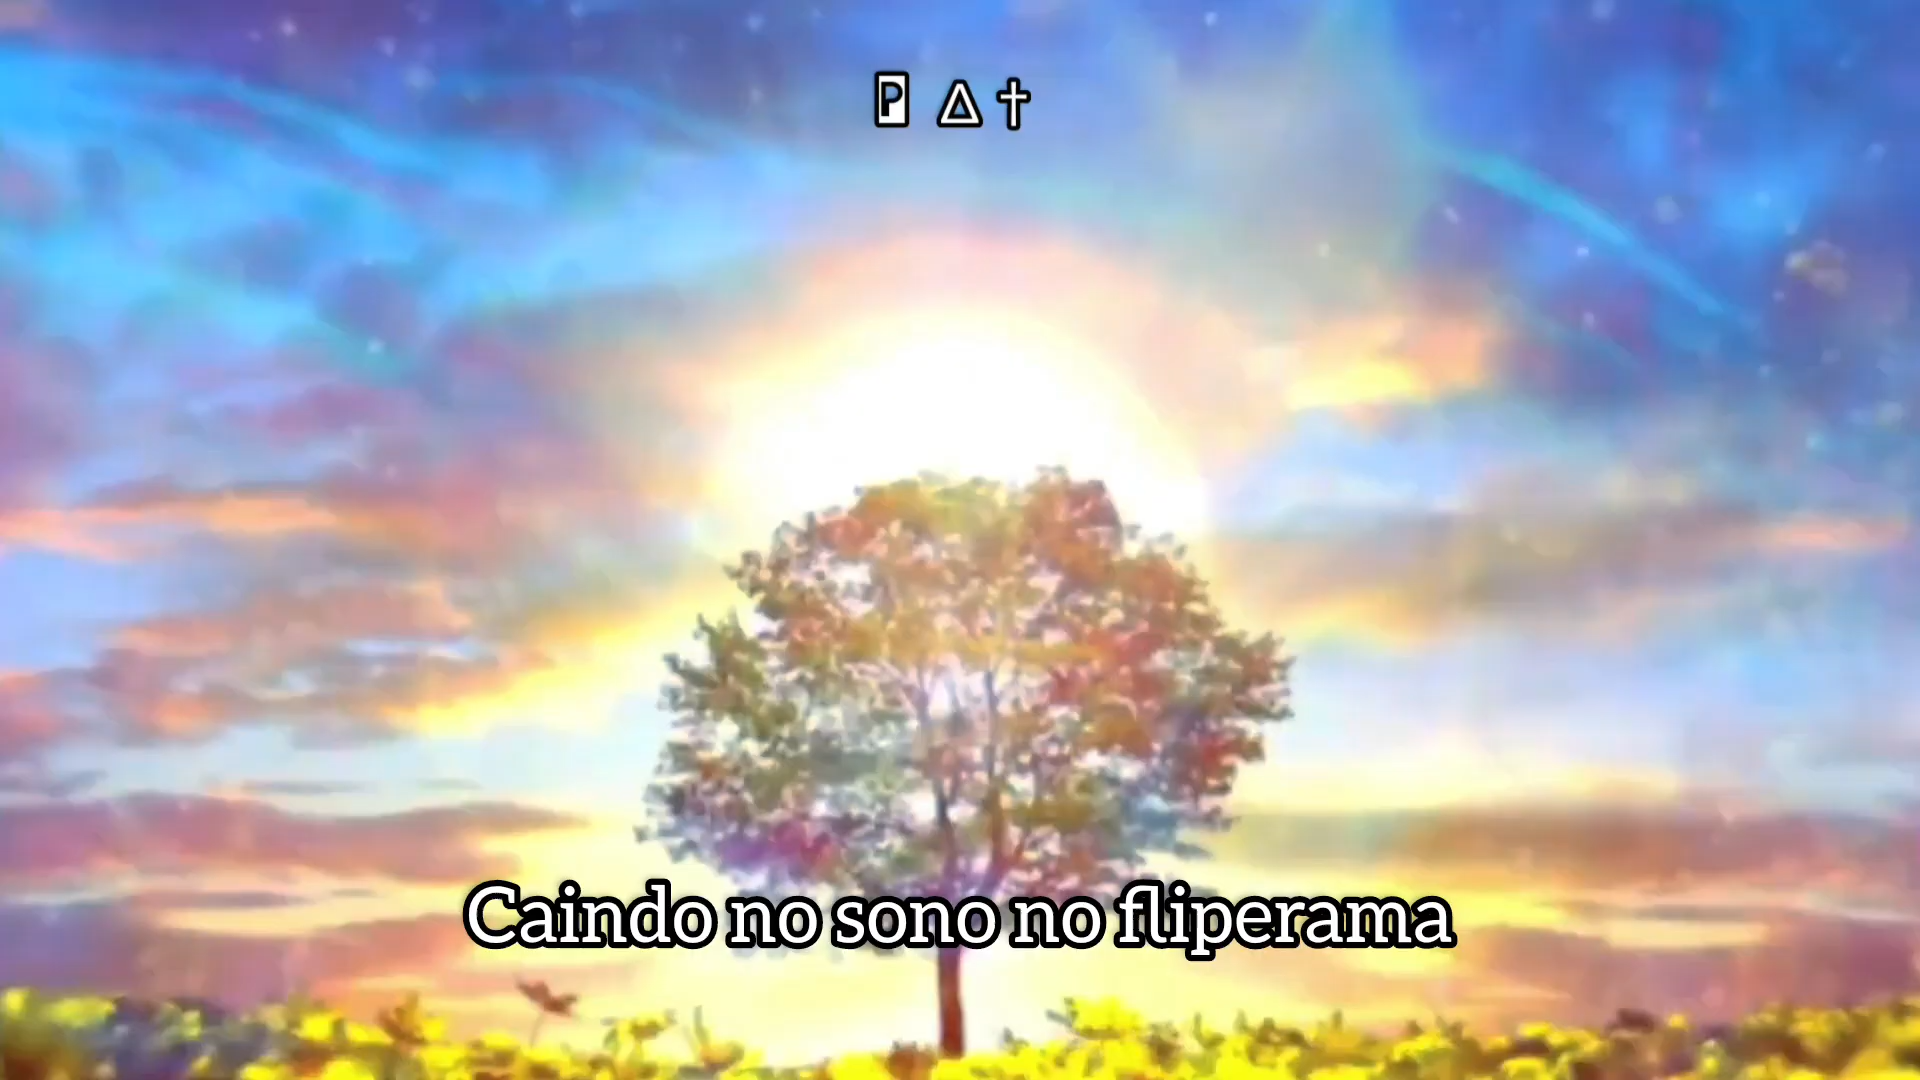 🄿 Δ †
Caindo no sono no fliperama